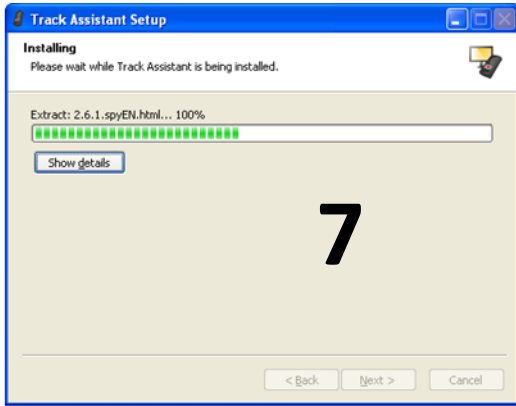 Track Assistant Setup
Installing
Please wait while Track Assistant is being installed.
Extract: 2.6.1.spyEN.html... 100%
Show details
7
< Back Next > Cancel